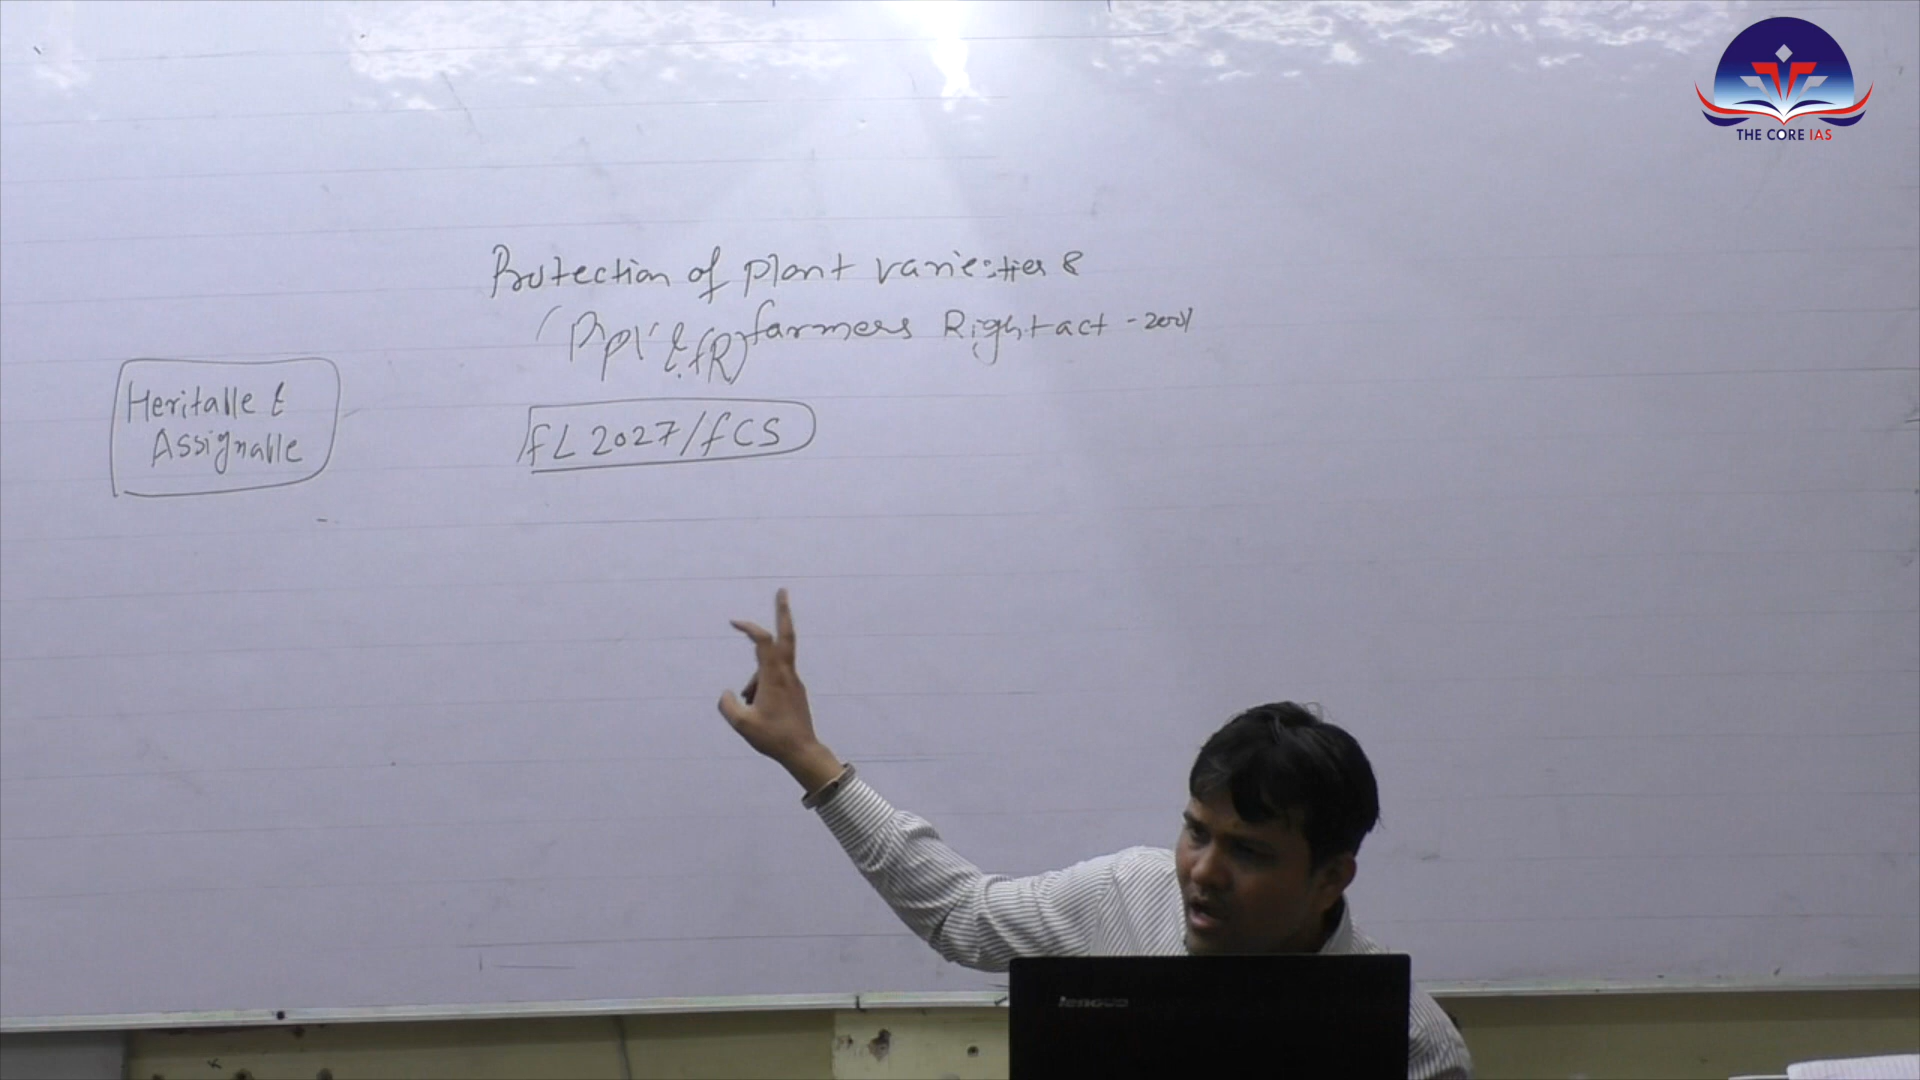 THE CORE IAS
Protection of plant varieties &
(PPV & FR) farmers Right act - 2001
Heritable &
Assignable
FL 2027/FCS
lenovo